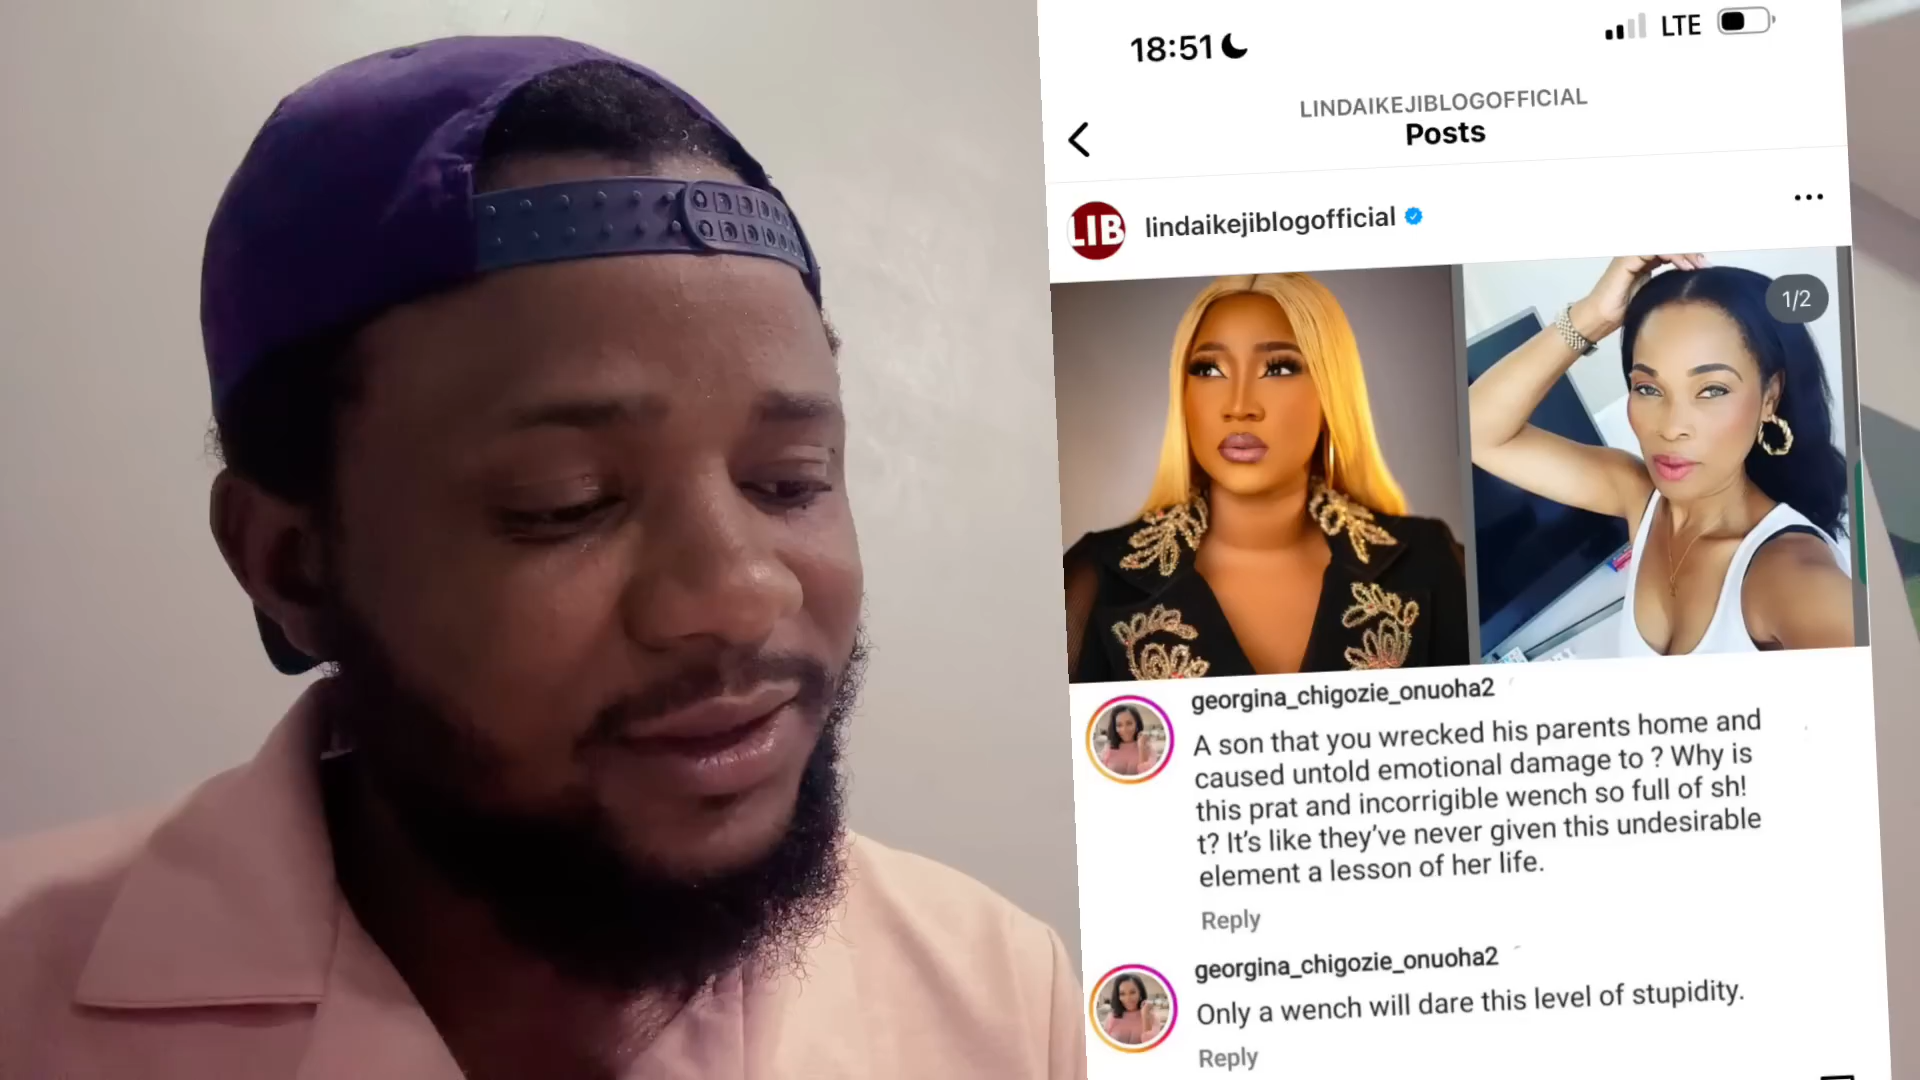 18:51
LTE
LINDAIKEJIBLOGOFFICIAL
Posts
LIB
lindaikejiblogofficial
1/2
georgina_chigozie_onuoha2
A son that you wrecked his parents home and
caused untold emotional damage to ? Why is
this prat and incorrigible wench so full of sh!
t? It's like they've never given this undesirable
element a lesson of her life.
Reply
georgina_chigozie_onuoha2
Only a wench will dare this level of stupidity.
Reply